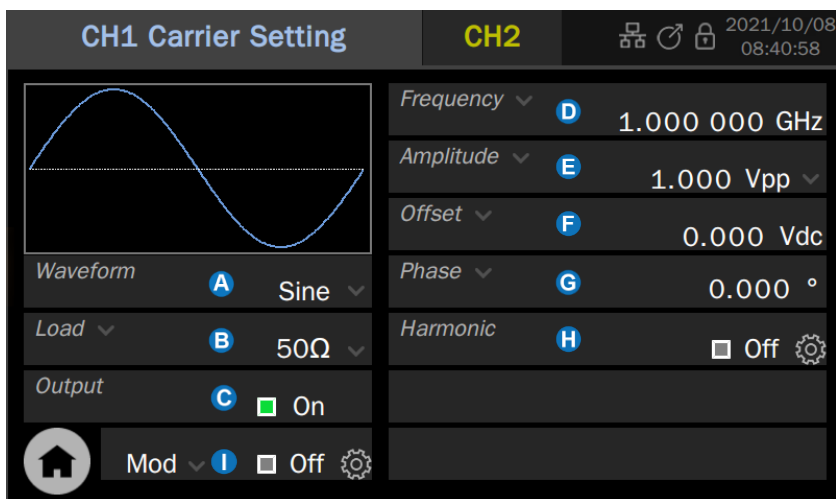 CH1 Carrier Setting
CH2
2021/10/08
08:40:58
Frequency D 1.000 000 GHz
Amplitude E 1.000 Vpp
Offset F 0.000 Vdc
Waveform A Sine
Phase G 0.000 °
Load B 50Ω
Harmonic H Off
Output C On
Mod I Off